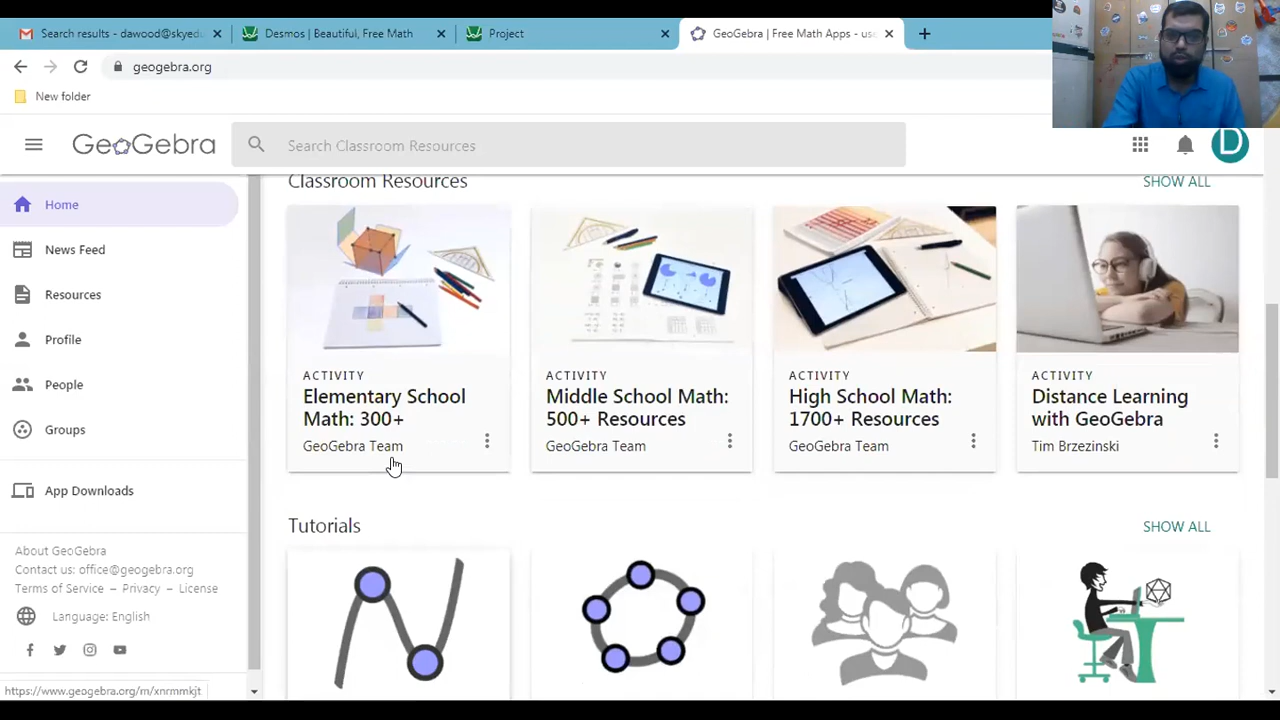 Search results - dawood@skyedu
Desmos | Beautiful, Free Math
Project
GeoGebra | Free Math Apps - use
geogebra.org
New folder
GeoGebra
Search Classroom Resources
D
Home
News Feed
Resources
Profile
People
Groups
App Downloads
About GeoGebra
Contact us: office@geogebra.org
Terms of Service – Privacy – License
Language: English
https://www.geogebra.org/m/xnrmmkjt
Classroom Resources
SHOW ALL
ACTIVITY
Elementary School
Math: 300+
GeoGebra Team
ACTIVITY
Middle School Math:
500+ Resources
GeoGebra Team
ACTIVITY
High School Math:
1700+ Resources
GeoGebra Team
ACTIVITY
Distance Learning
with GeoGebra
Tim Brzezinski
Tutorials
SHOW ALL